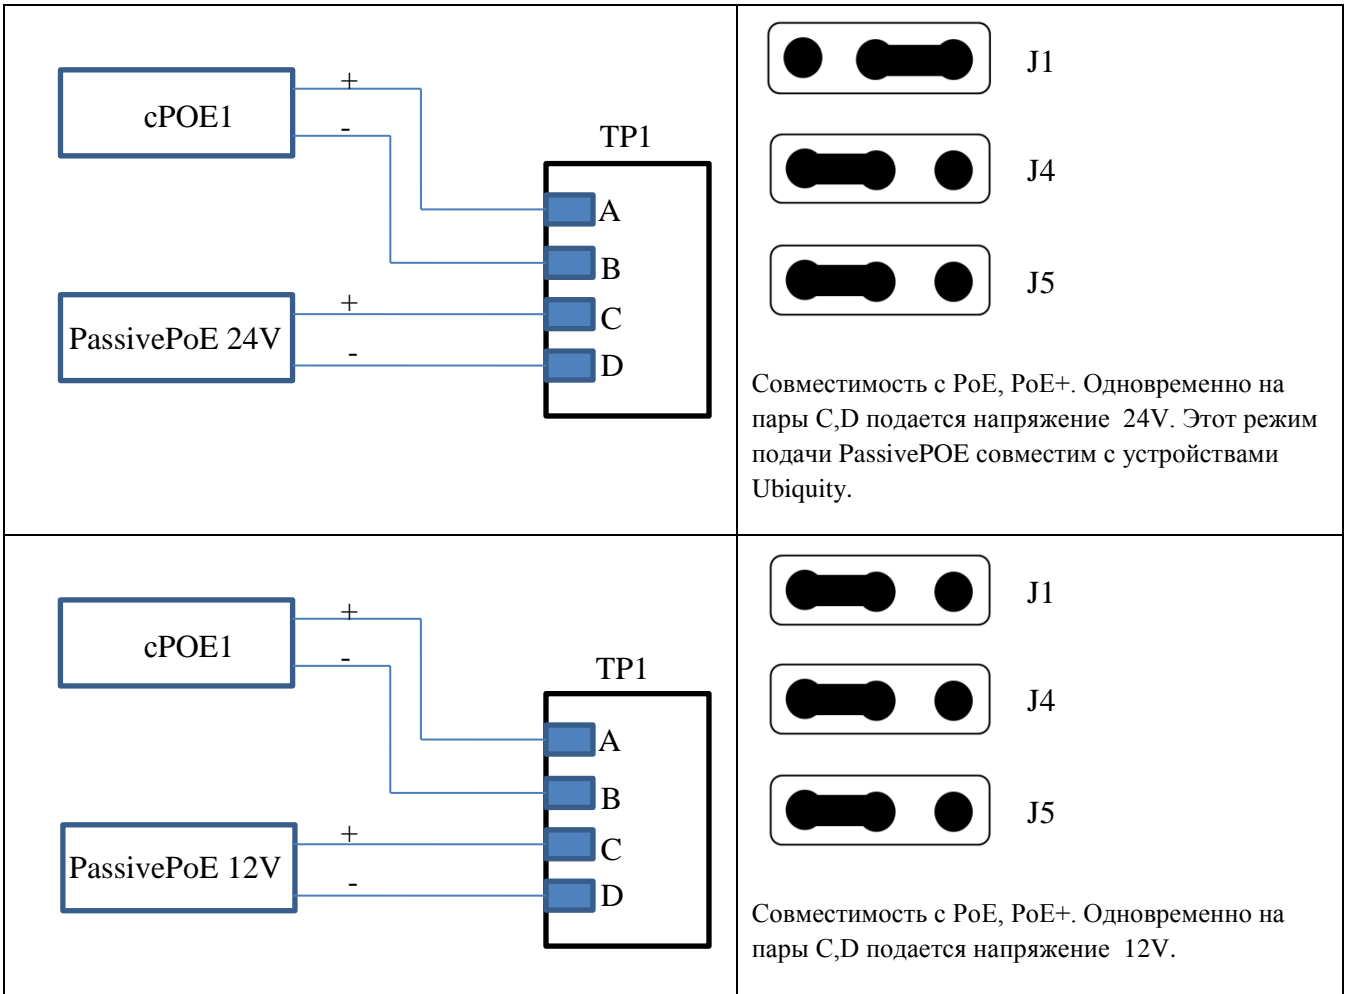 cPOE1
+
-
TP1
A
B
PassivePoE 24V
+
-
C
D
J1
J4
J5
Совместимость с PoE, PoE+. Одновременно на
пары C,D подается напряжение  24V. Этот режим
подачи PassivePOE совместим с устройствами
Ubiquity.
cPOE1
+
-
TP1
A
B
PassivePoE 12V
+
-
C
D
J1
J4
J5
Совместимость с PoE, PoE+. Одновременно на
пары C,D подается напряжение  12V.